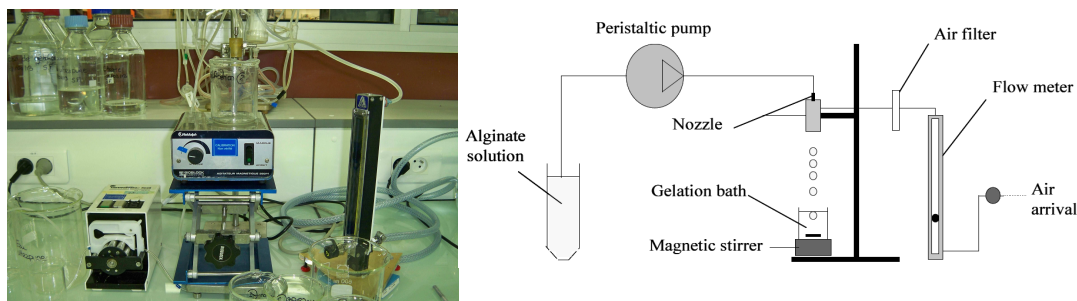 Peristaltic pump
Air filter
Flow meter
Nozzle
Alginate
solution
Gelation bath
Magnetic stirrer
Air
arrival